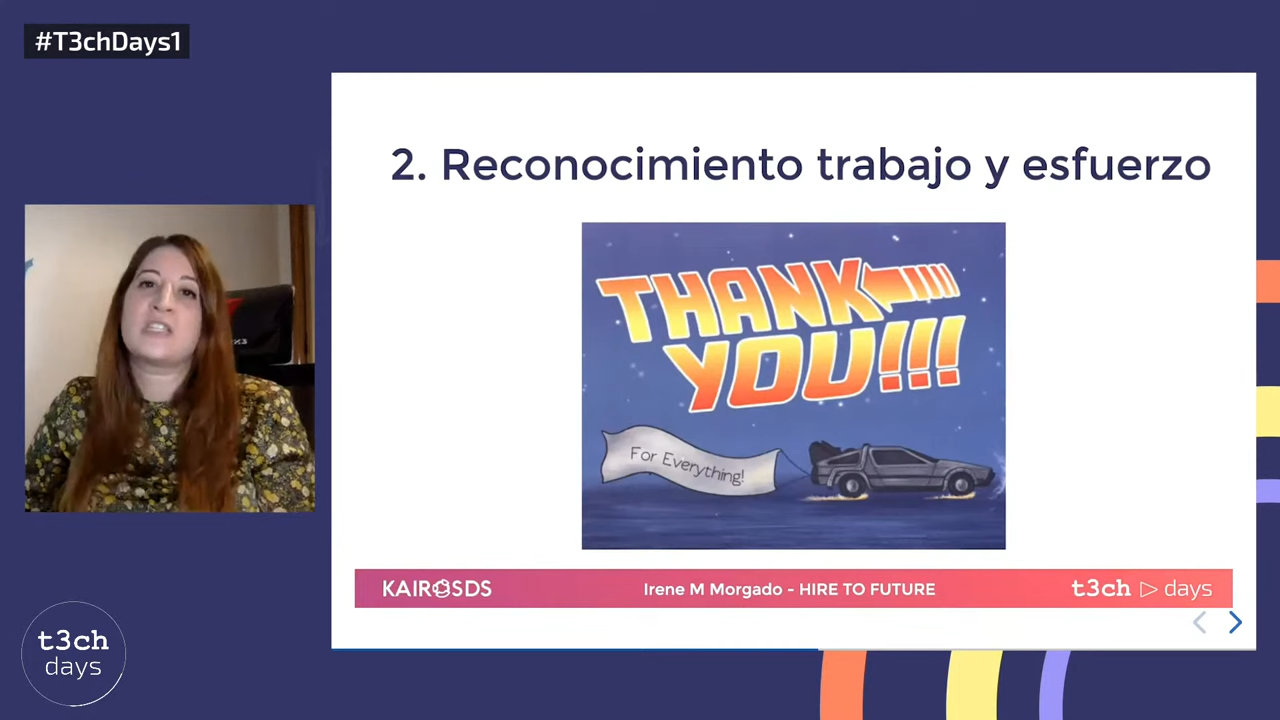 #T3chDays1
2. Reconocimiento trabajo y esfuerzo
THANK
YOU!!!
For Everything!
KAIROSDS
Irene M Morgado - HIRE TO FUTURE
t3ch days
t3ch
days